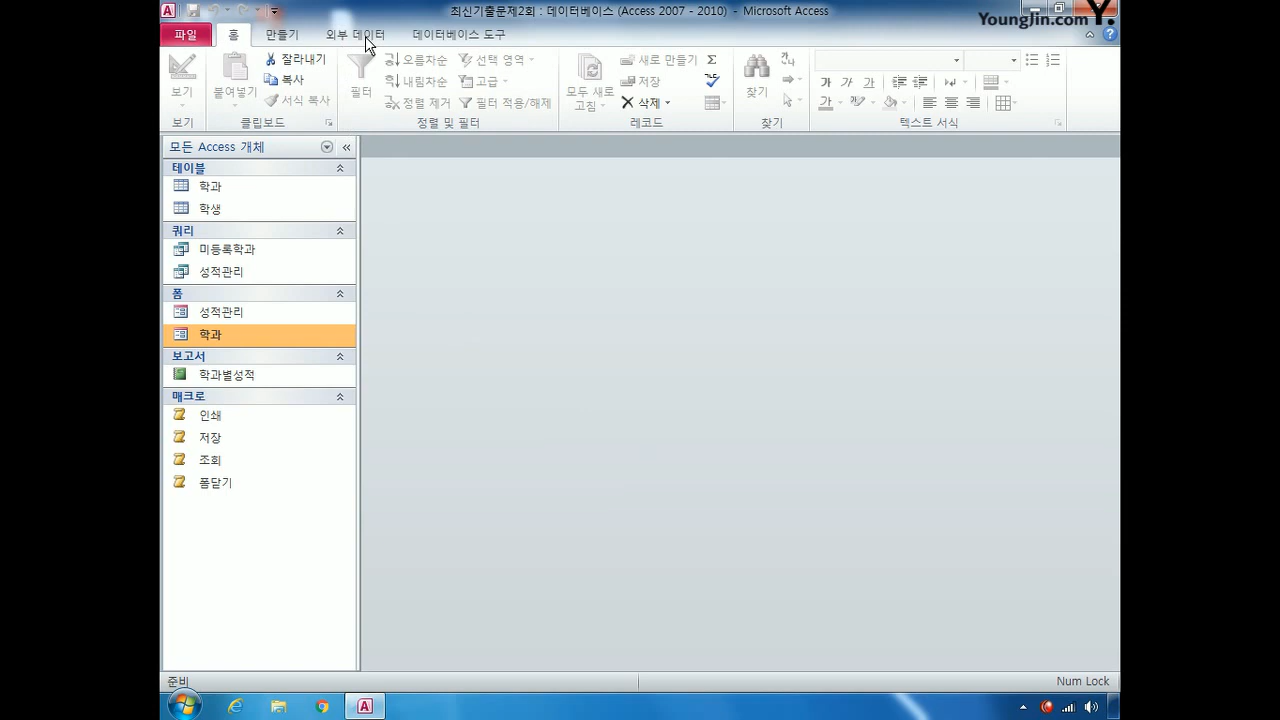 최신기출문제2회 : 데이터베이스 (Access 2007 - 2010) - Microsoft Access
YoungJin.com Y.
파일 홈 만들기 외부 데이터 데이터베이스 도구
보기
붙여넣기
잘라내기
복사
서식 복사
필터
오름차순
내림차순
정렬 제거
선택 영역
고급
필터 적용/해제
모두 새로 고침
새로 만들기
저장
삭제
찾기
가 가 가
가
보기 클립보드 정렬 및 필터 레코드 찾기 텍스트 서식
모든 Access 개체
테이블
학과
학생
쿼리
미등록학과
성적관리
폼
성적관리
학과
보고서
학과별성적
매크로
인쇄
저장
조회
폼닫기
준비
Num Lock